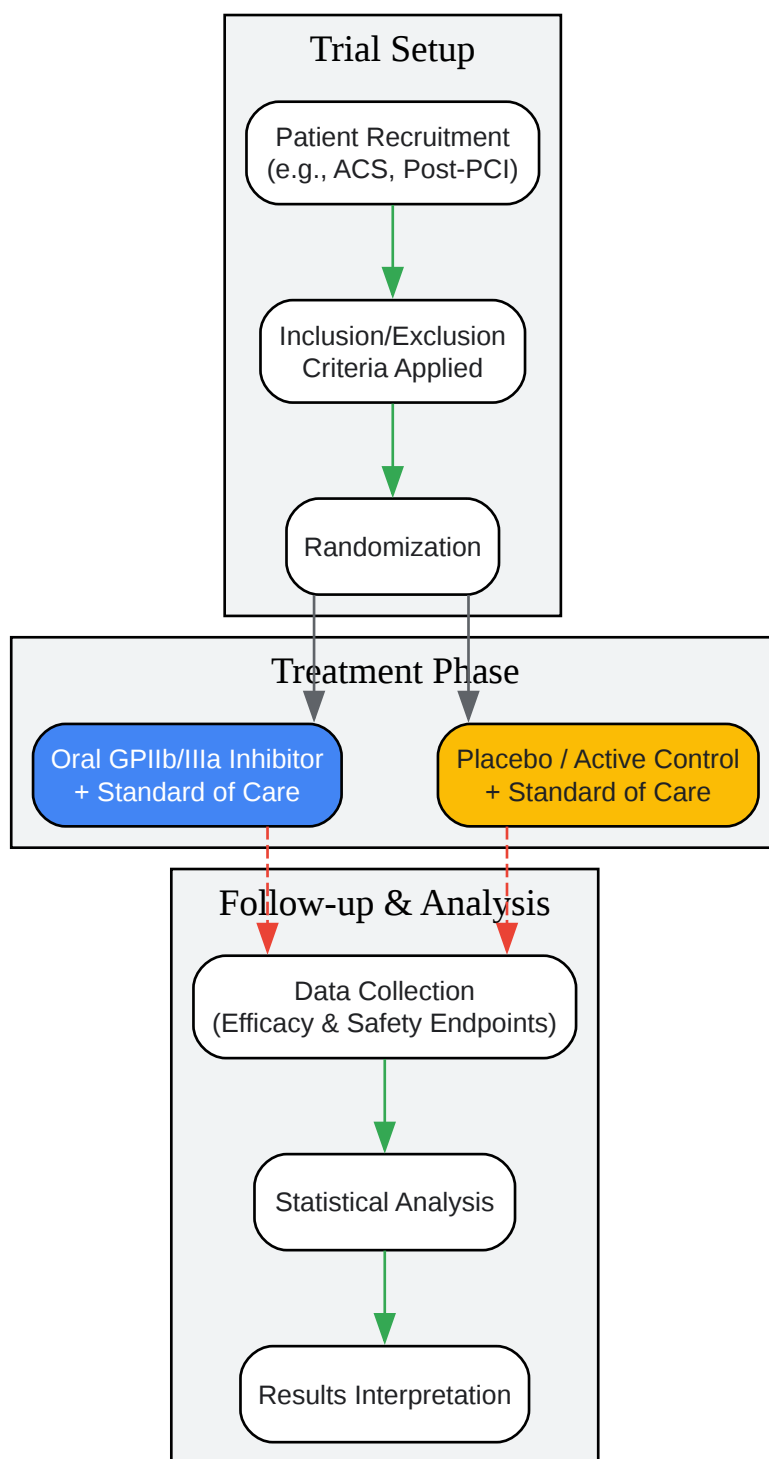 Trial Setup
Patient Recruitment
(e.g., ACS, Post-PCI)
Inclusion/Exclusion
Criteria Applied
Randomization
Treatment Phase
Oral GPIIb/IIIa Inhibitor
+ Standard of Care
Placebo / Active Control
+ Standard of Care
Follow-up & Analysis
Data Collection
(Efficacy & Safety Endpoints)
Statistical Analysis
Results Interpretation